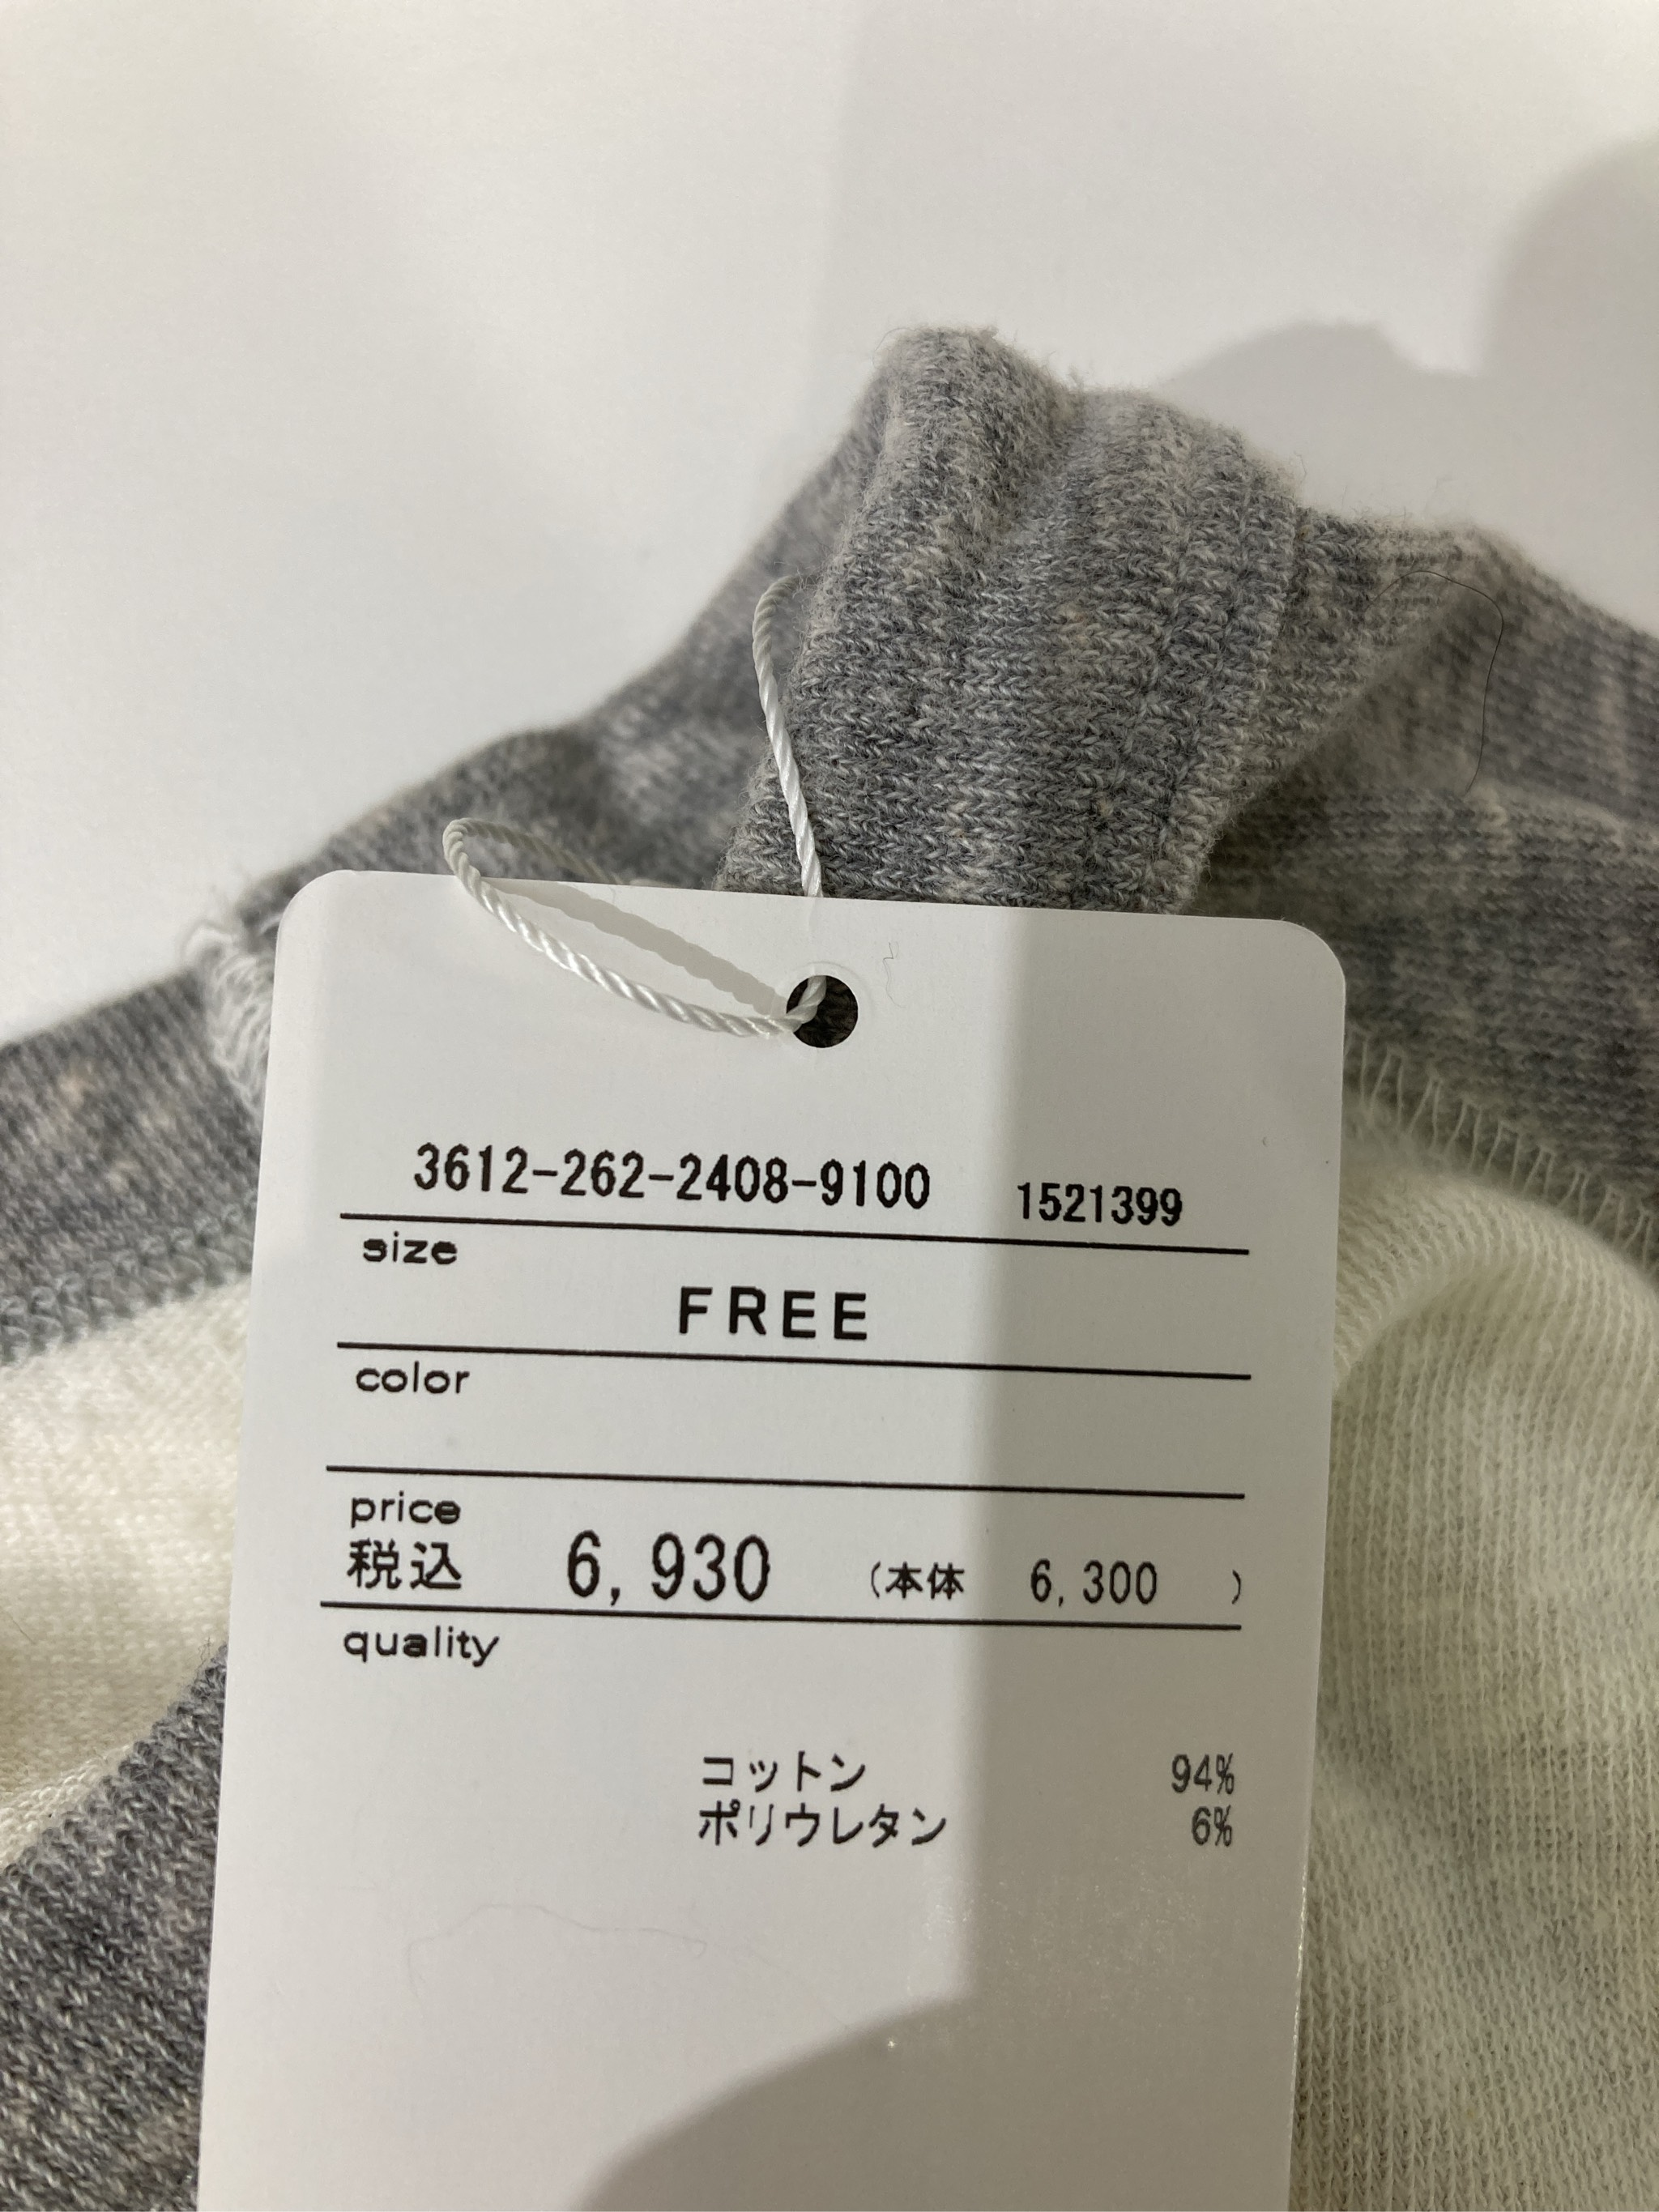 3612-262-2408-9100 1521399
size
FREE
color
price
税込 6,930 (本体 6,300 )
quality
コットン 94%
ポリウレタン 6%